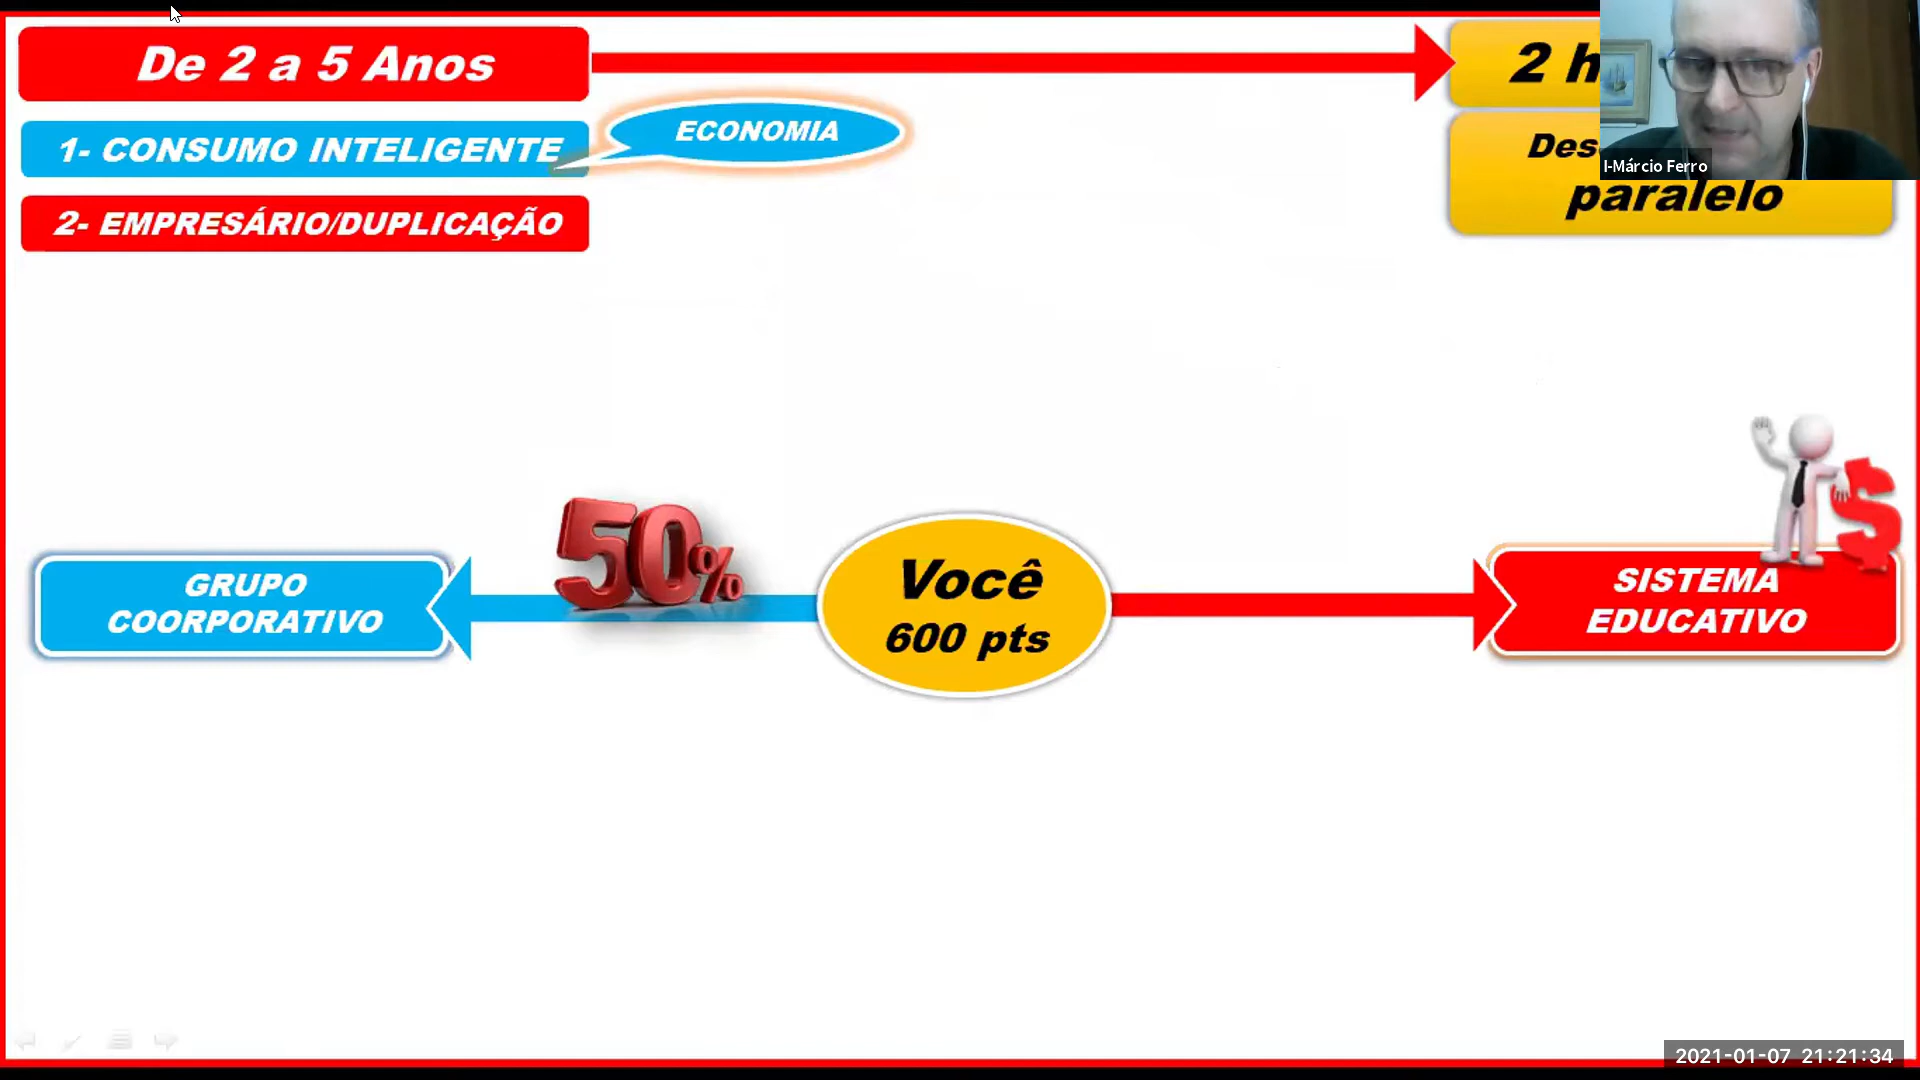 De 2 a 5 Anos
2 h
1- CONSUMO INTELIGENTE
ECONOMIA
Des
I-Márcio Ferro
paralelo
2- EMPRESÁRIO/DUPLICAÇÃO
50%
GRUPO
COORPORATIVO
Você
600 pts
SISTEMA
EDUCATIVO
2021-01-07 21:21:34